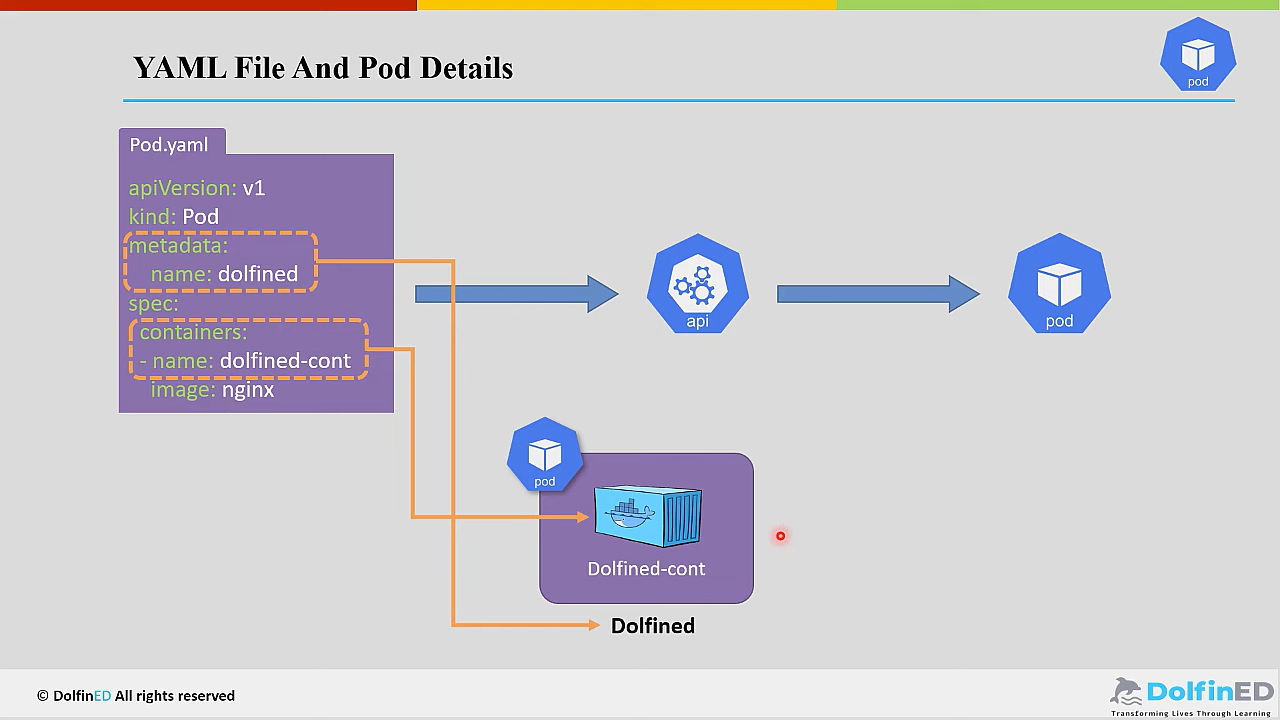 YAML File And Pod Details
pod
Pod.yaml
apiVersion: v1
kind: Pod
metadata:
name: dolfined
spec:
containers:
- name: dolfined-cont
image: nginx
api
pod
pod
Dolfined-cont
Dolfined
© DolfinED All rights reserved
DolfinED
Transforming Lives Through Learning